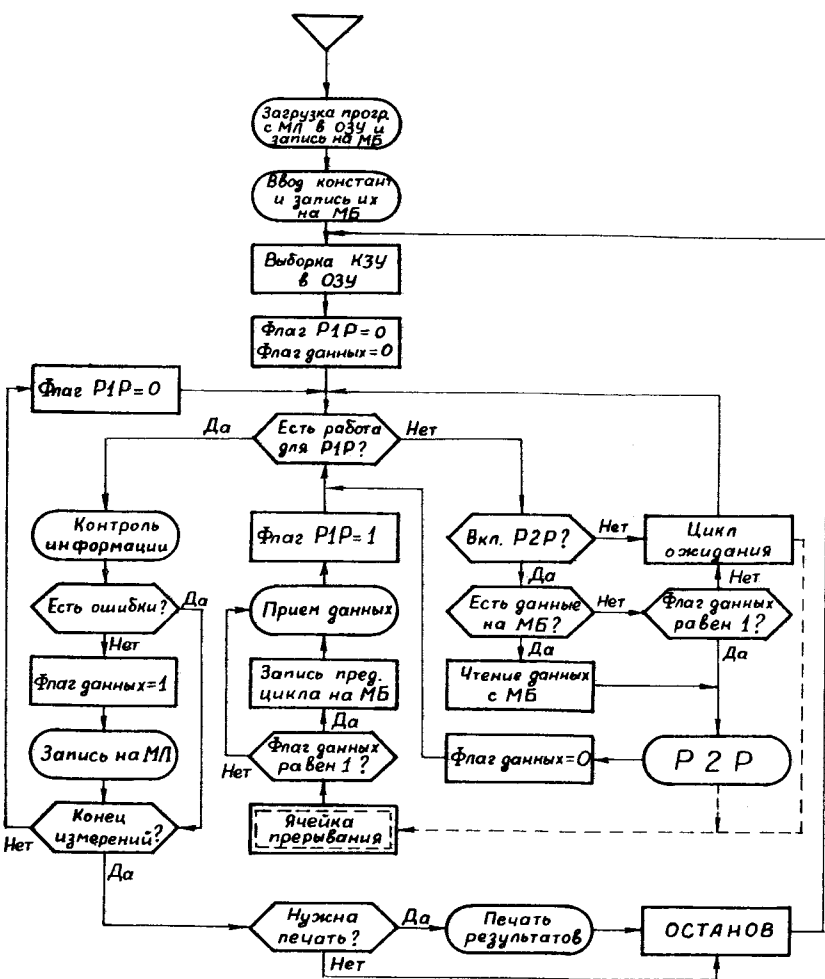 Загрузка прогр.
с МЛ в ОЗУ и
запись на МБ
Ввод констант
и запись их
на МБ
Выборка КЗУ
в ОЗУ
Флаг Р1Р=0
Флаг данных=0
Флаг Р1Р=0
Да
Есть работа
для Р1Р?
Нет
Контроль
информации
Флаг Р1Р=1
Вкл. Р2Р?
Нет
Цикл
ожидания
Да
Нет
Есть ошибки?
Да
Прием данных
Есть данные
на МБ?
Нет
Флаг данных
равен 1?
Нет
Да
Да
Флаг данных=1
Запись пред.
цикла на МБ
Чтение данных
с МБ
Да
Запись на МЛ
Флаг данных
равен 1?
Нет
Флаг данных=0
Р2Р
Конец
измерений?
Нет
Ячейка
прерывания
Да
Нужна
печать?
Да
Печать
результатов
ОСТАНОВ
Нет